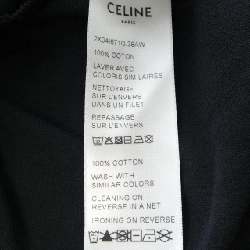 CELINE
PARIS
100% COTTON
LAVER AVEC
COLORIS SIMILAIRES
NETTOYAGE
SUR L'ENVERS
DANS UN FILET
REPASSAGE
SUR L'ENVERS
100% COTTON
WASH WITH
SIMILAR COLORS
CLEANING ON
REVERSE IN A NET
IRONING ON REVERSE